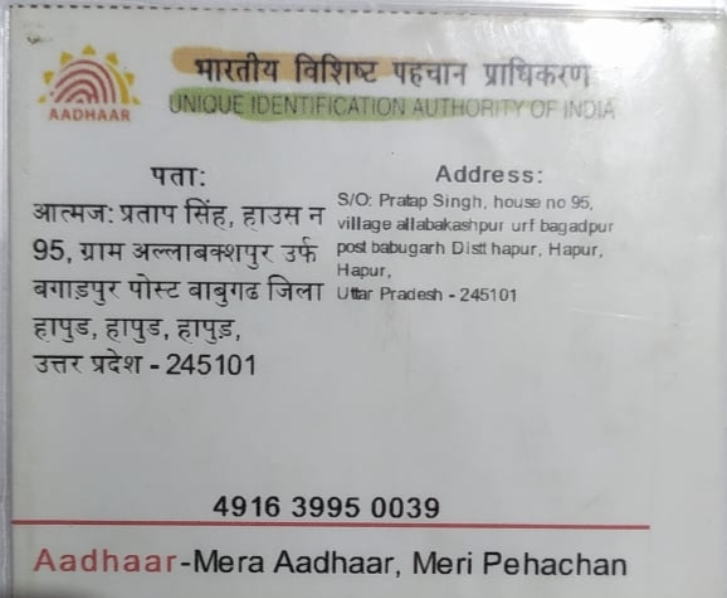 AADHAAR
भारतीय विशिष्ट पहचान प्राधिकरण
UNIQUE IDENTIFICATION AUTHORITY OF INDIA
पता:
आत्मज: प्रताप सिंह, हाउस न
95, ग्राम अल्लाबक्शपुर उर्फ
बगाड़पुर पोस्ट बाबुगढ जिला
हापुड, हापुड, हापुड़,
उत्तर प्रदेश - 245101
Address:
S/O: Pratap Singh, house no 95,
village allabakashpur urf bagadpur
post babugarh Distt hapur, Hapur,
Hapur,
Uttar Pradesh - 245101
4916 3995 0039
Aadhaar-Mera Aadhaar, Meri Pehachan